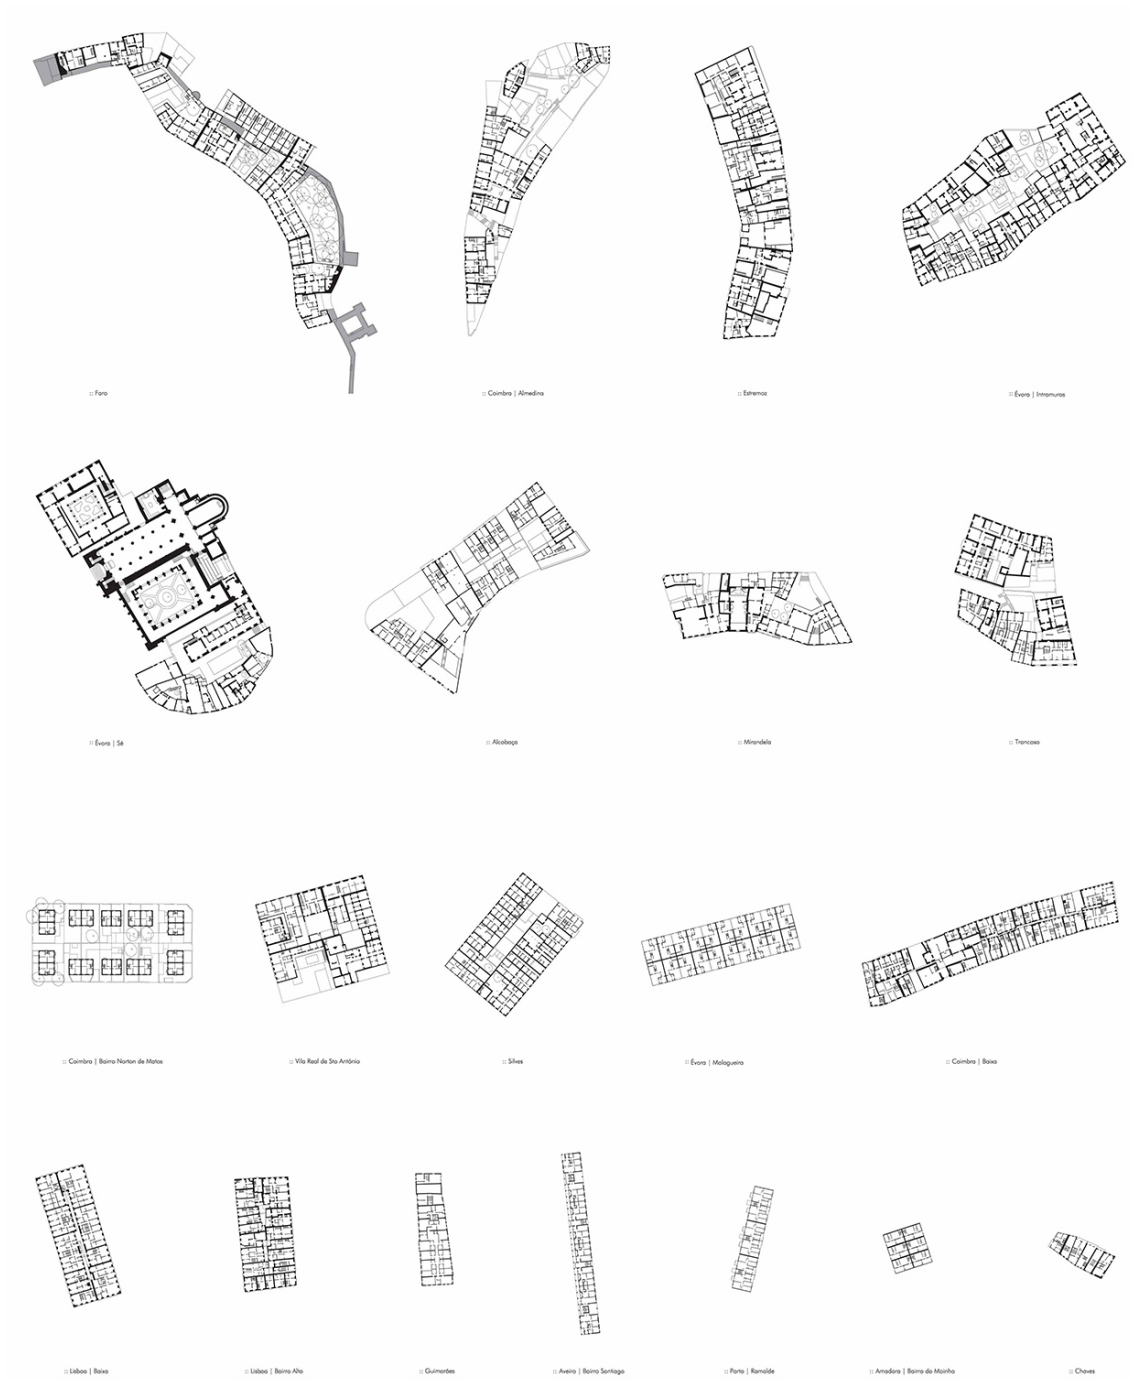 :: Faro
:: Coimbra | Almedina
:: Estremoz
:: Évora | Intramuros
:: Évora | Sé
:: Alcobaça
:: Mirandela
:: Trancoso
:: Coimbra | Bairro Norton de Matos
:: Vila Real de Sto António
:: Silves
:: Évora | Malagueira
:: Coimbra | Baixa
:: Lisboa | Baixa
:: Lisboa | Bairro Alto
:: Guimarães
:: Aveiro | Bairro Santiago
:: Porto | Ramalde
:: Amadora | Bairro do Moinho
:: Chaves